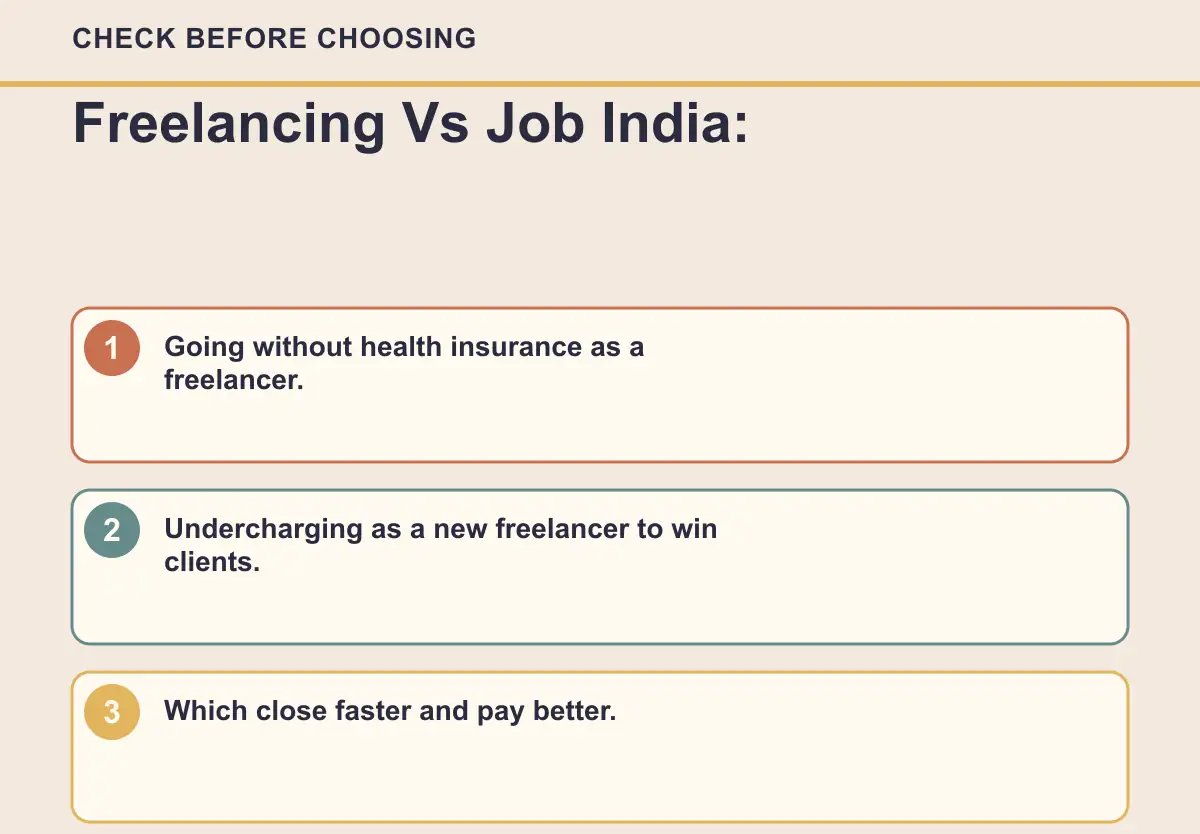 CHECK BEFORE CHOOSING
Freelancing Vs Job India:
1
Going without health insurance as a
freelancer.
2
Undercharging as a new freelancer to win
clients.
3
Which close faster and pay better.